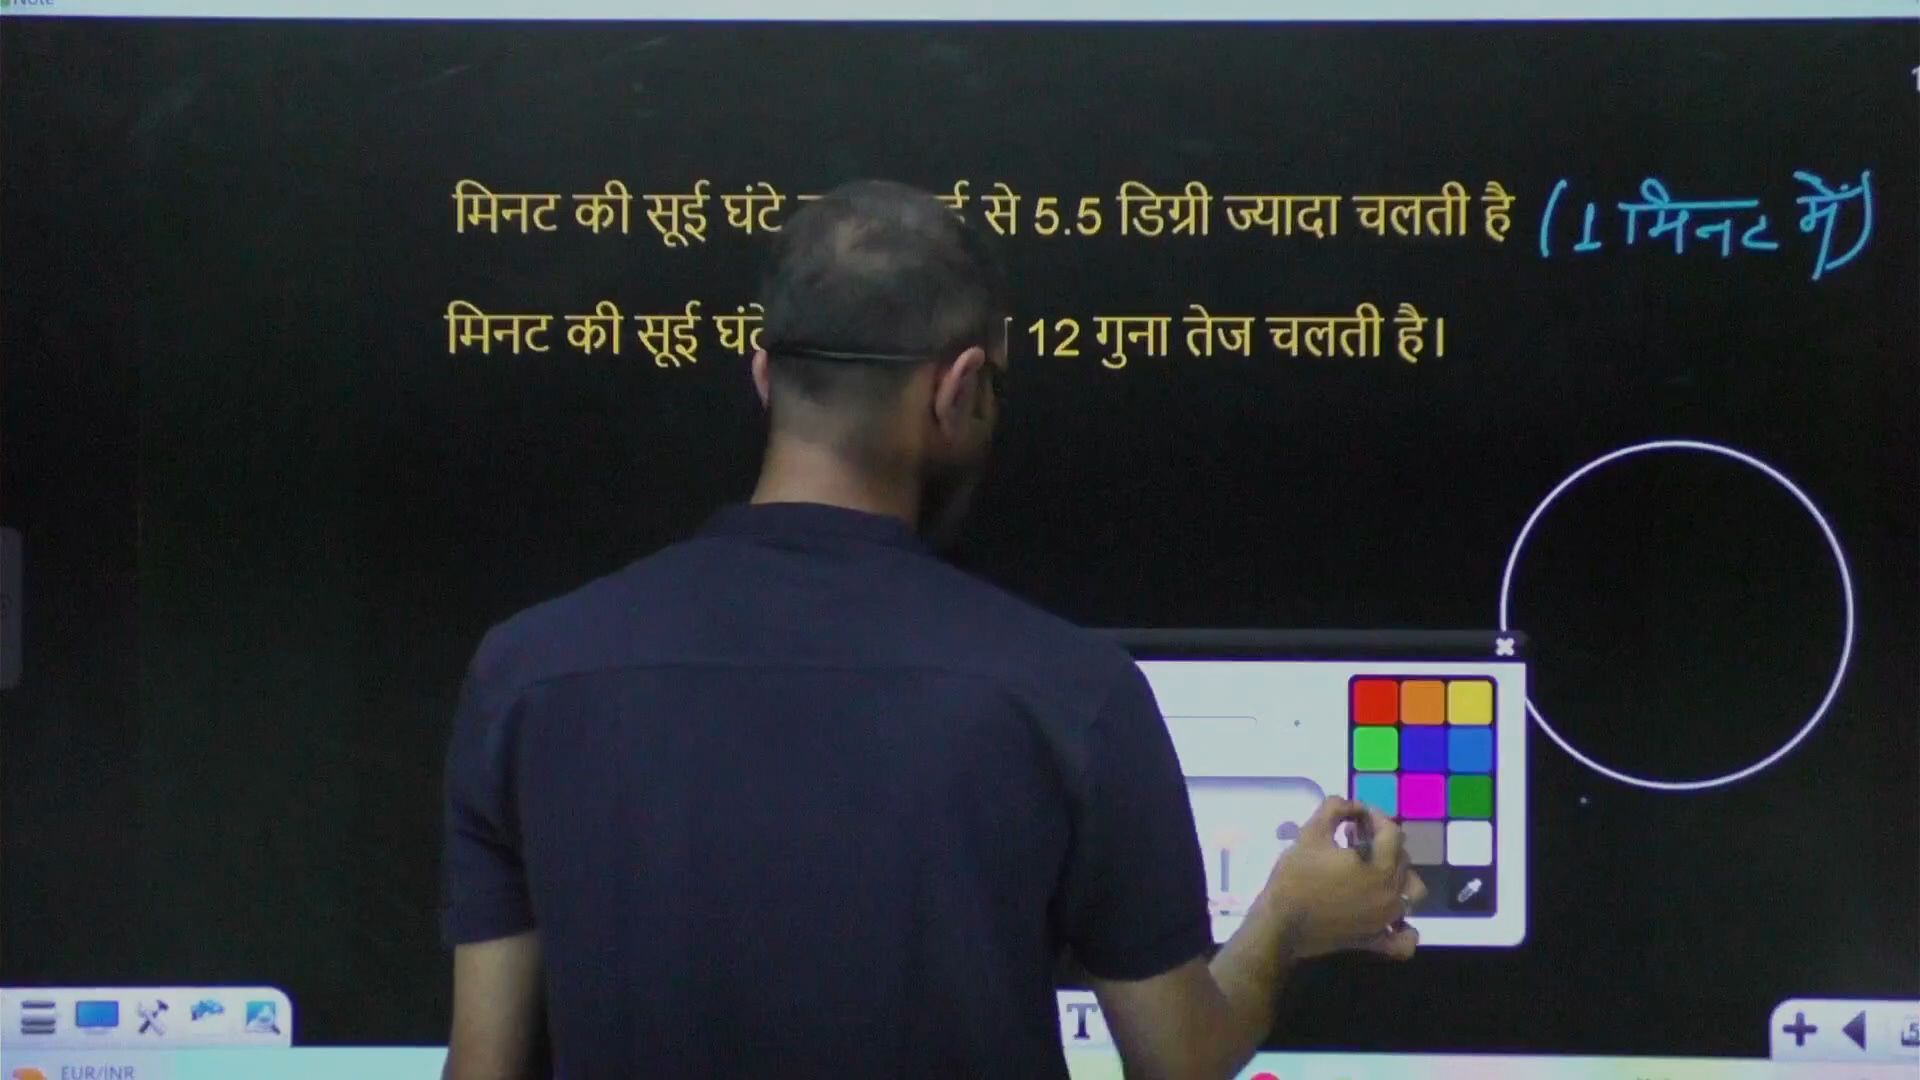 मिनट की सूई घंटे से 5.5 डिग्री ज्यादा चलती है (1 मिनट में)
मिनट की सूई 12 गुना तेज चलती है।
T
EUR/INR